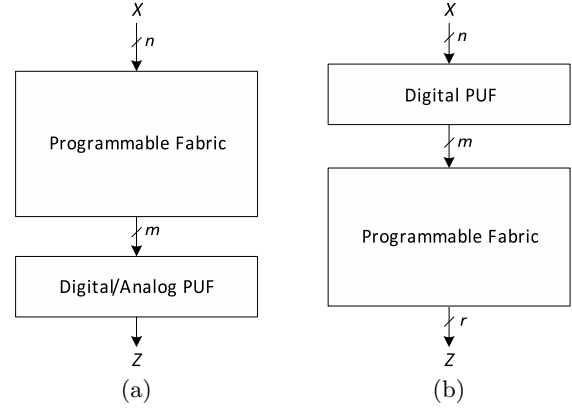 X
n
Programmable Fabric
m
Digital/Analog PUF
Z
(a)
X
n
Digital PUF
m
Programmable Fabric
r
Z
(b)